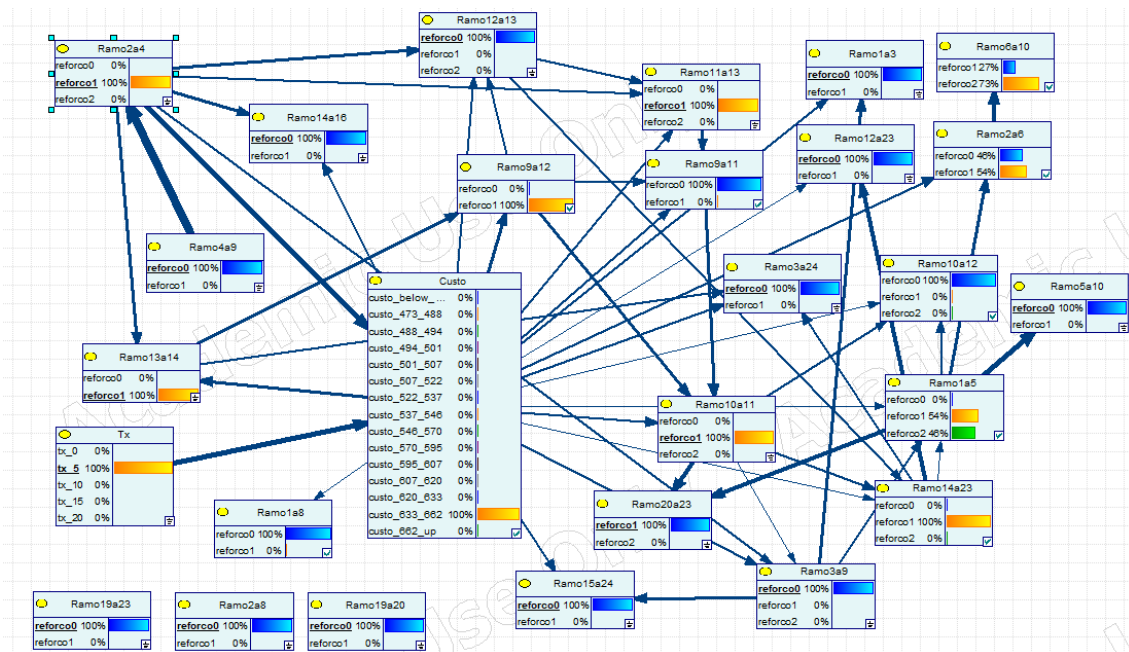 Ramo2a4
reforco0 0%
reforco1 100%
reforco2 0%
Ramo12a13
reforco0 100%
reforco1 0%
reforco2 0%
Ramo11a13
reforco0 0%
reforco1 100%
reforco2 0%
Ramo1a3
reforco0 100%
reforco1 0%
reforco2 0%
Ramo6a10
reforco1 27%
reforco2 73%
Ramo14a16
reforco0 100%
reforco1 0%
Ramo12a23
reforco0 100%
reforco1 0%
Ramo2a6
reforco0 46%
reforco1 54%
Ramo9a12
reforco0 0%
reforco1 100%
Ramo9a11
reforco0 100%
reforco1 0%
Ramo4a9
reforco0 100%
reforco1 0%
Custo
custo_below_... 0%
custo_473_488 0%
custo_488_494 0%
custo_494_501 0%
custo_501_507 0%
custo_507_522 0%
custo_522_537 0%
custo_537_546 0%
custo_546_570 0%
custo_570_595 0%
custo_595_607 0%
custo_607_620 0%
custo_620_633 0%
custo_633_662 100%
custo_662_up 0%
Ramo3a24
reforco0 100%
reforco1 0%
Ramo10a12
reforco0 100%
reforco1 0%
reforco2 0%
Ramo5a10
reforco0 100%
reforco1 0%
Ramo13a14
reforco0 0%
reforco1 100%
Ramo1a5
reforco0 0%
reforco1 54%
reforco2 46%
Ramo10a11
reforco0 0%
reforco1 100%
reforco2 0%
Tx
tx_0 0%
tx_5 100%
tx_10 0%
tx_15 0%
tx_20 0%
Ramo1a8
reforco0 100%
reforco1 0%
Ramo20a23
reforco1 100%
reforco2 0%
Ramo14a23
reforco0 0%
reforco1 100%
reforco2 0%
Ramo15a24
reforco0 100%
reforco1 0%
Ramo3a9
reforco0 100%
reforco1 0%
reforco2 0%
Ramo19a23
reforco0 100%
reforco1 0%
Ramo2a8
reforco0 100%
reforco1 0%
Ramo19a20
reforco0 100%
reforco1 0%